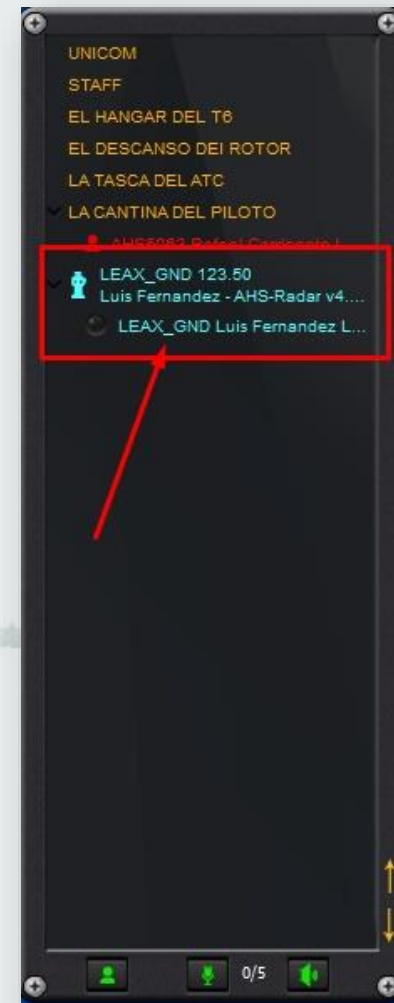 UNICOM
STAFF
EL HANGAR DEL T6
EL DESCANSO DEI ROTOR
LA TASCA DEL ATC
LA CANTINA DEL PILOTO
LEAX_GND 123.50
Luis Fernandez - AHS-Radar v4....
LEAX_GND Luis Fernandez L...
0/5